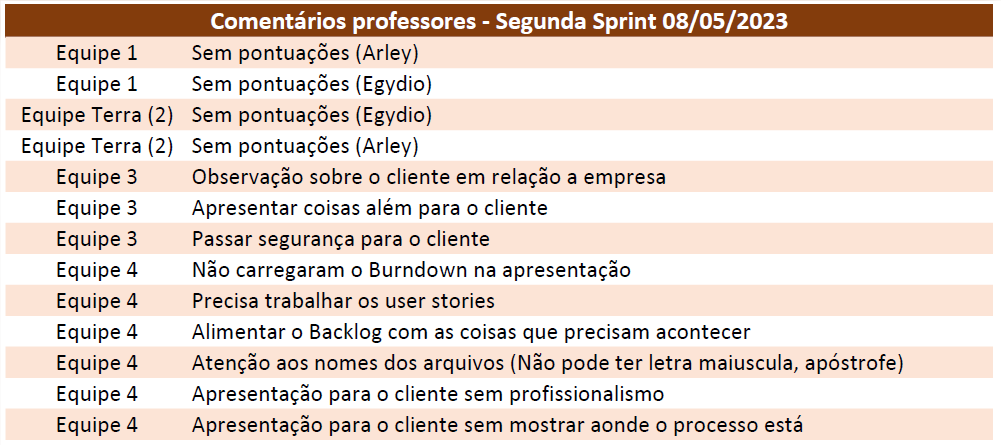 Comentários professores - Segunda Sprint 08/05/2023
Equipe 1 Sem pontuações (Arley)
Equipe 1 Sem pontuações (Egydio)
Equipe Terra (2) Sem pontuações (Egydio)
Equipe Terra (2) Sem pontuações (Arley)
Equipe 3 Observação sobre o cliente em relação a empresa
Equipe 3 Apresentar coisas além para o cliente
Equipe 3 Passar segurança para o cliente
Equipe 4 Não carregaram o Burndown na apresentação
Equipe 4 Precisa trabalhar os user stories
Equipe 4 Alimentar o Backlog com as coisas que precisam acontecer
Equipe 4 Atenção aos nomes dos arquivos (Não pode ter letra maiuscula, apóstrofe)
Equipe 4 Apresentação para o cliente sem profissionalismo
Equipe 4 Apresentação para o cliente sem mostrar aonde o processo está